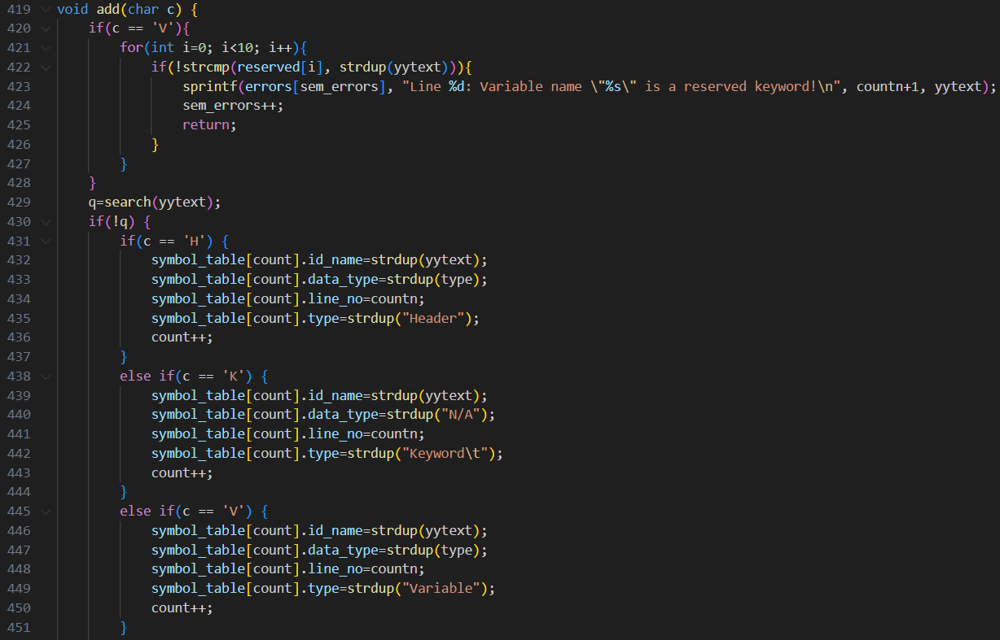 419 void add(char c) {
420 if(c == 'V'){
421 for(int i=0; i<10; i++){
422 if(!strcmp(reserved[i], strdup(yytext))){
423 sprintf(errors[sem_errors], "Line %d: Variable name \"%s\" is a reserved keyword!\n", countn+1, yytext);
424 sem_errors++;
425 return;
426 }
427 }
428 }
429 q=search(yytext);
430 if(!q) {
431 if(c == 'H') {
432 symbol_table[count].id_name=strdup(yytext);
433 symbol_table[count].data_type=strdup(type);
434 symbol_table[count].line_no=countn;
435 symbol_table[count].type=strdup("Header");
436 count++;
437 }
438 else if(c == 'K') {
439 symbol_table[count].id_name=strdup(yytext);
440 symbol_table[count].data_type=strdup("N/A");
441 symbol_table[count].line_no=countn;
442 symbol_table[count].type=strdup("Keyword\t");
443 count++;
444 }
445 else if(c == 'V') {
446 symbol_table[count].id_name=strdup(yytext);
447 symbol_table[count].data_type=strdup(type);
448 symbol_table[count].line_no=countn;
449 symbol_table[count].type=strdup("Variable");
450 count++;
451 }